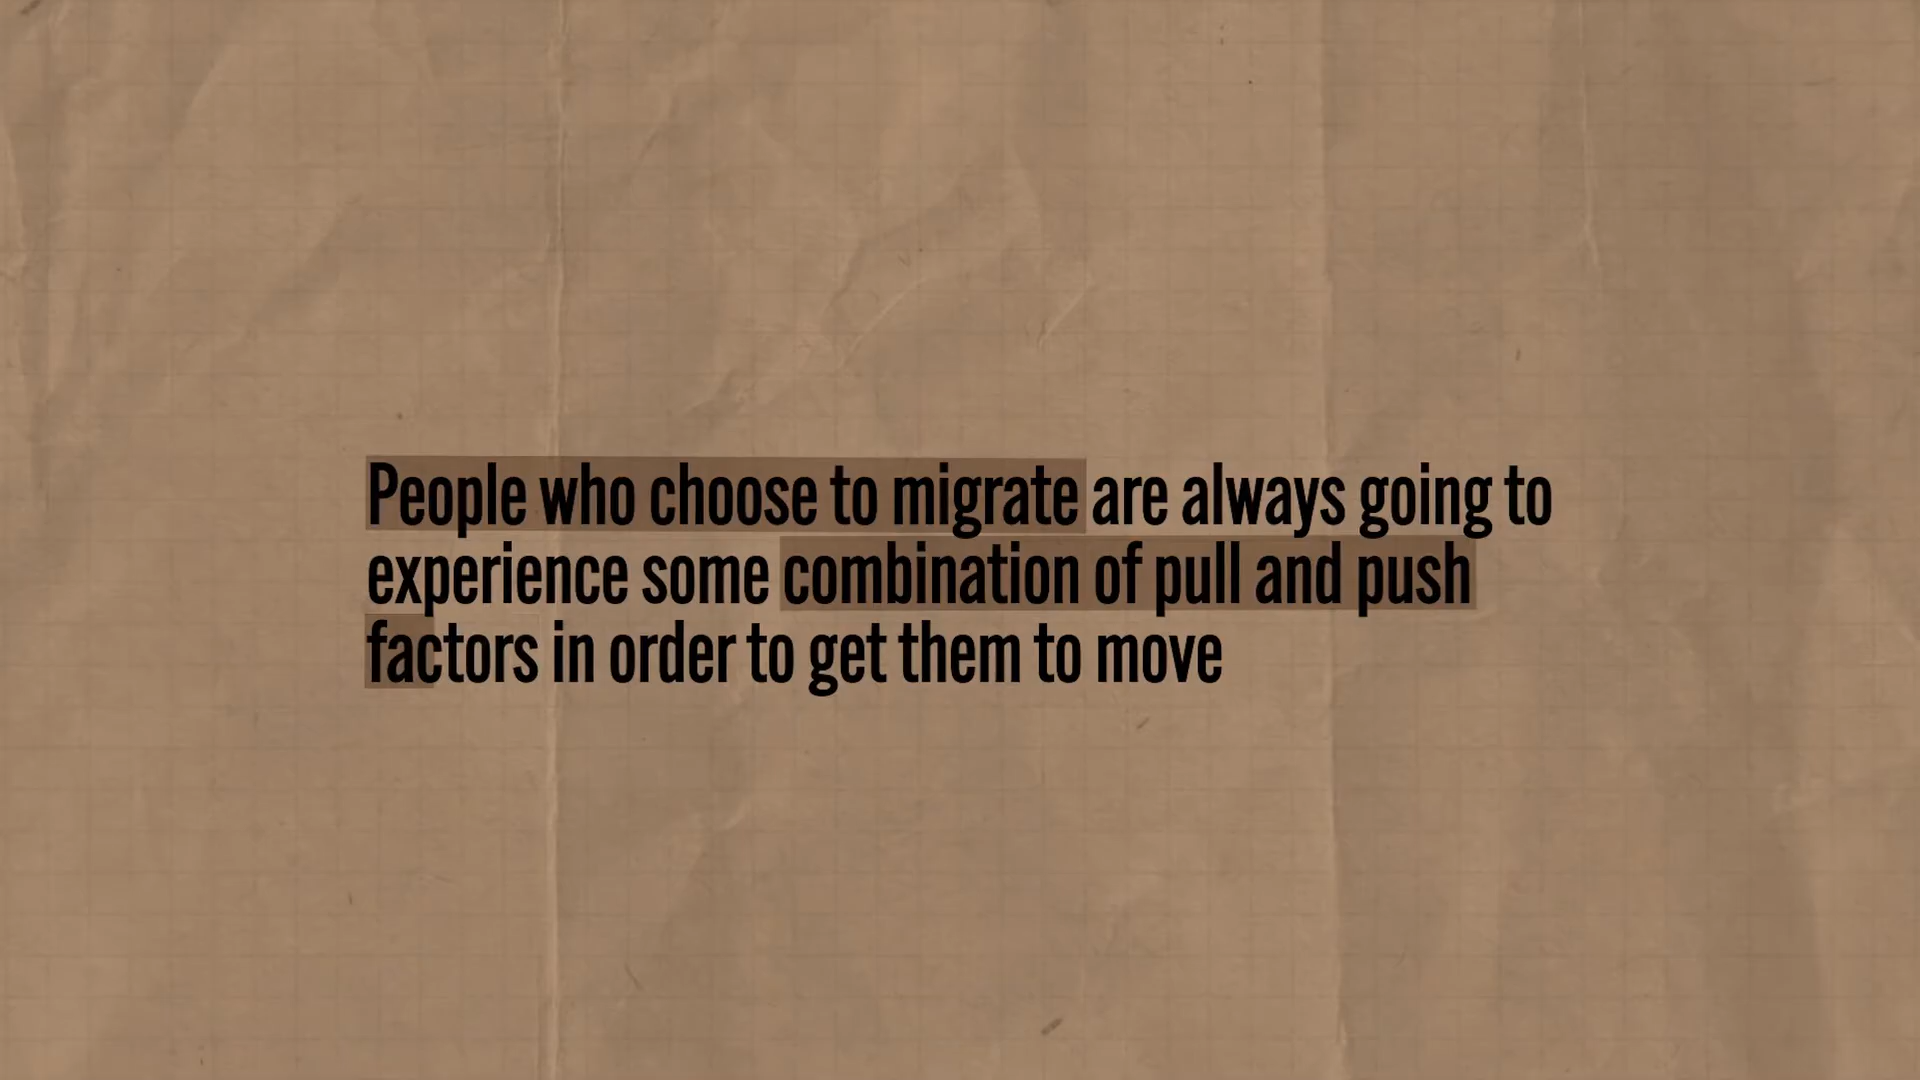 People who choose to migrate are always going to
experience some combination of pull and push
factors in order to get them to move